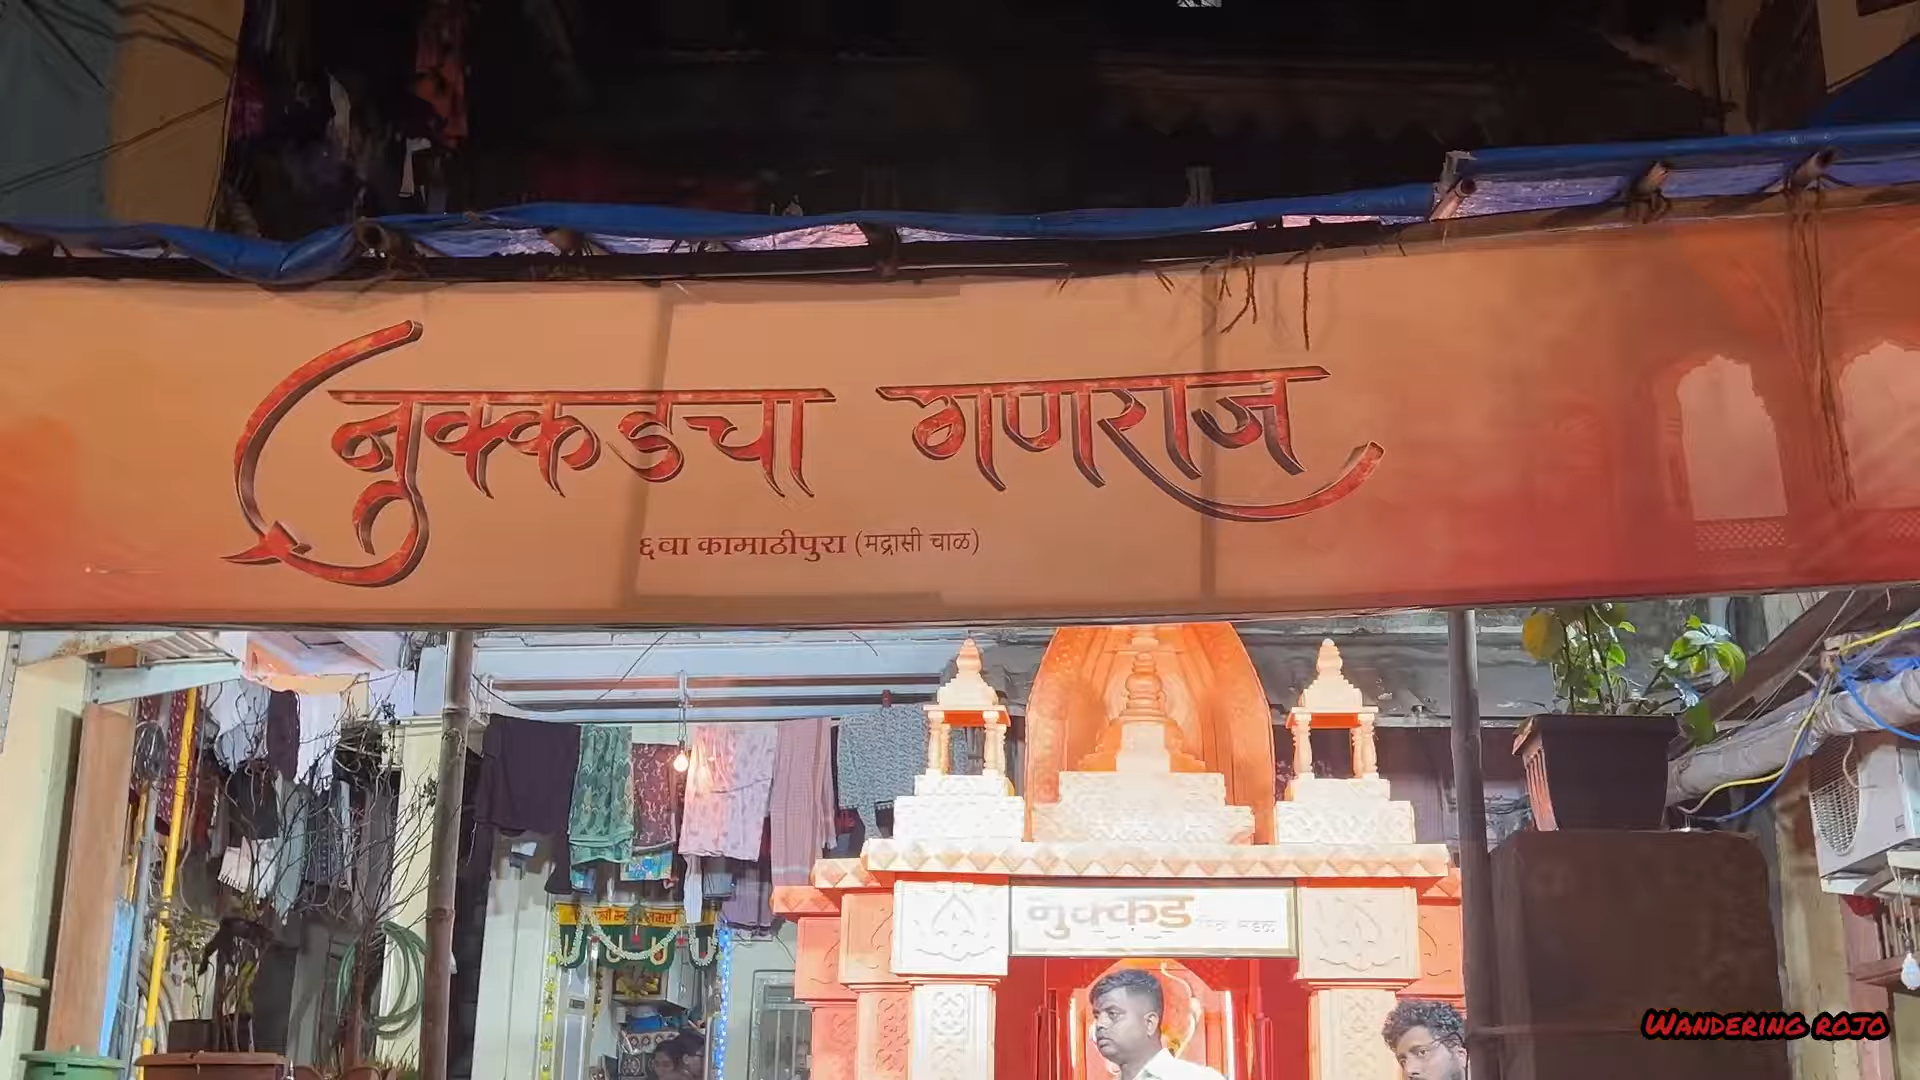 नुक्कडचा गणराज
६वा कामाठीपुरा (मद्रासी चाळ)
नुक्कड
WANDERING ROJO